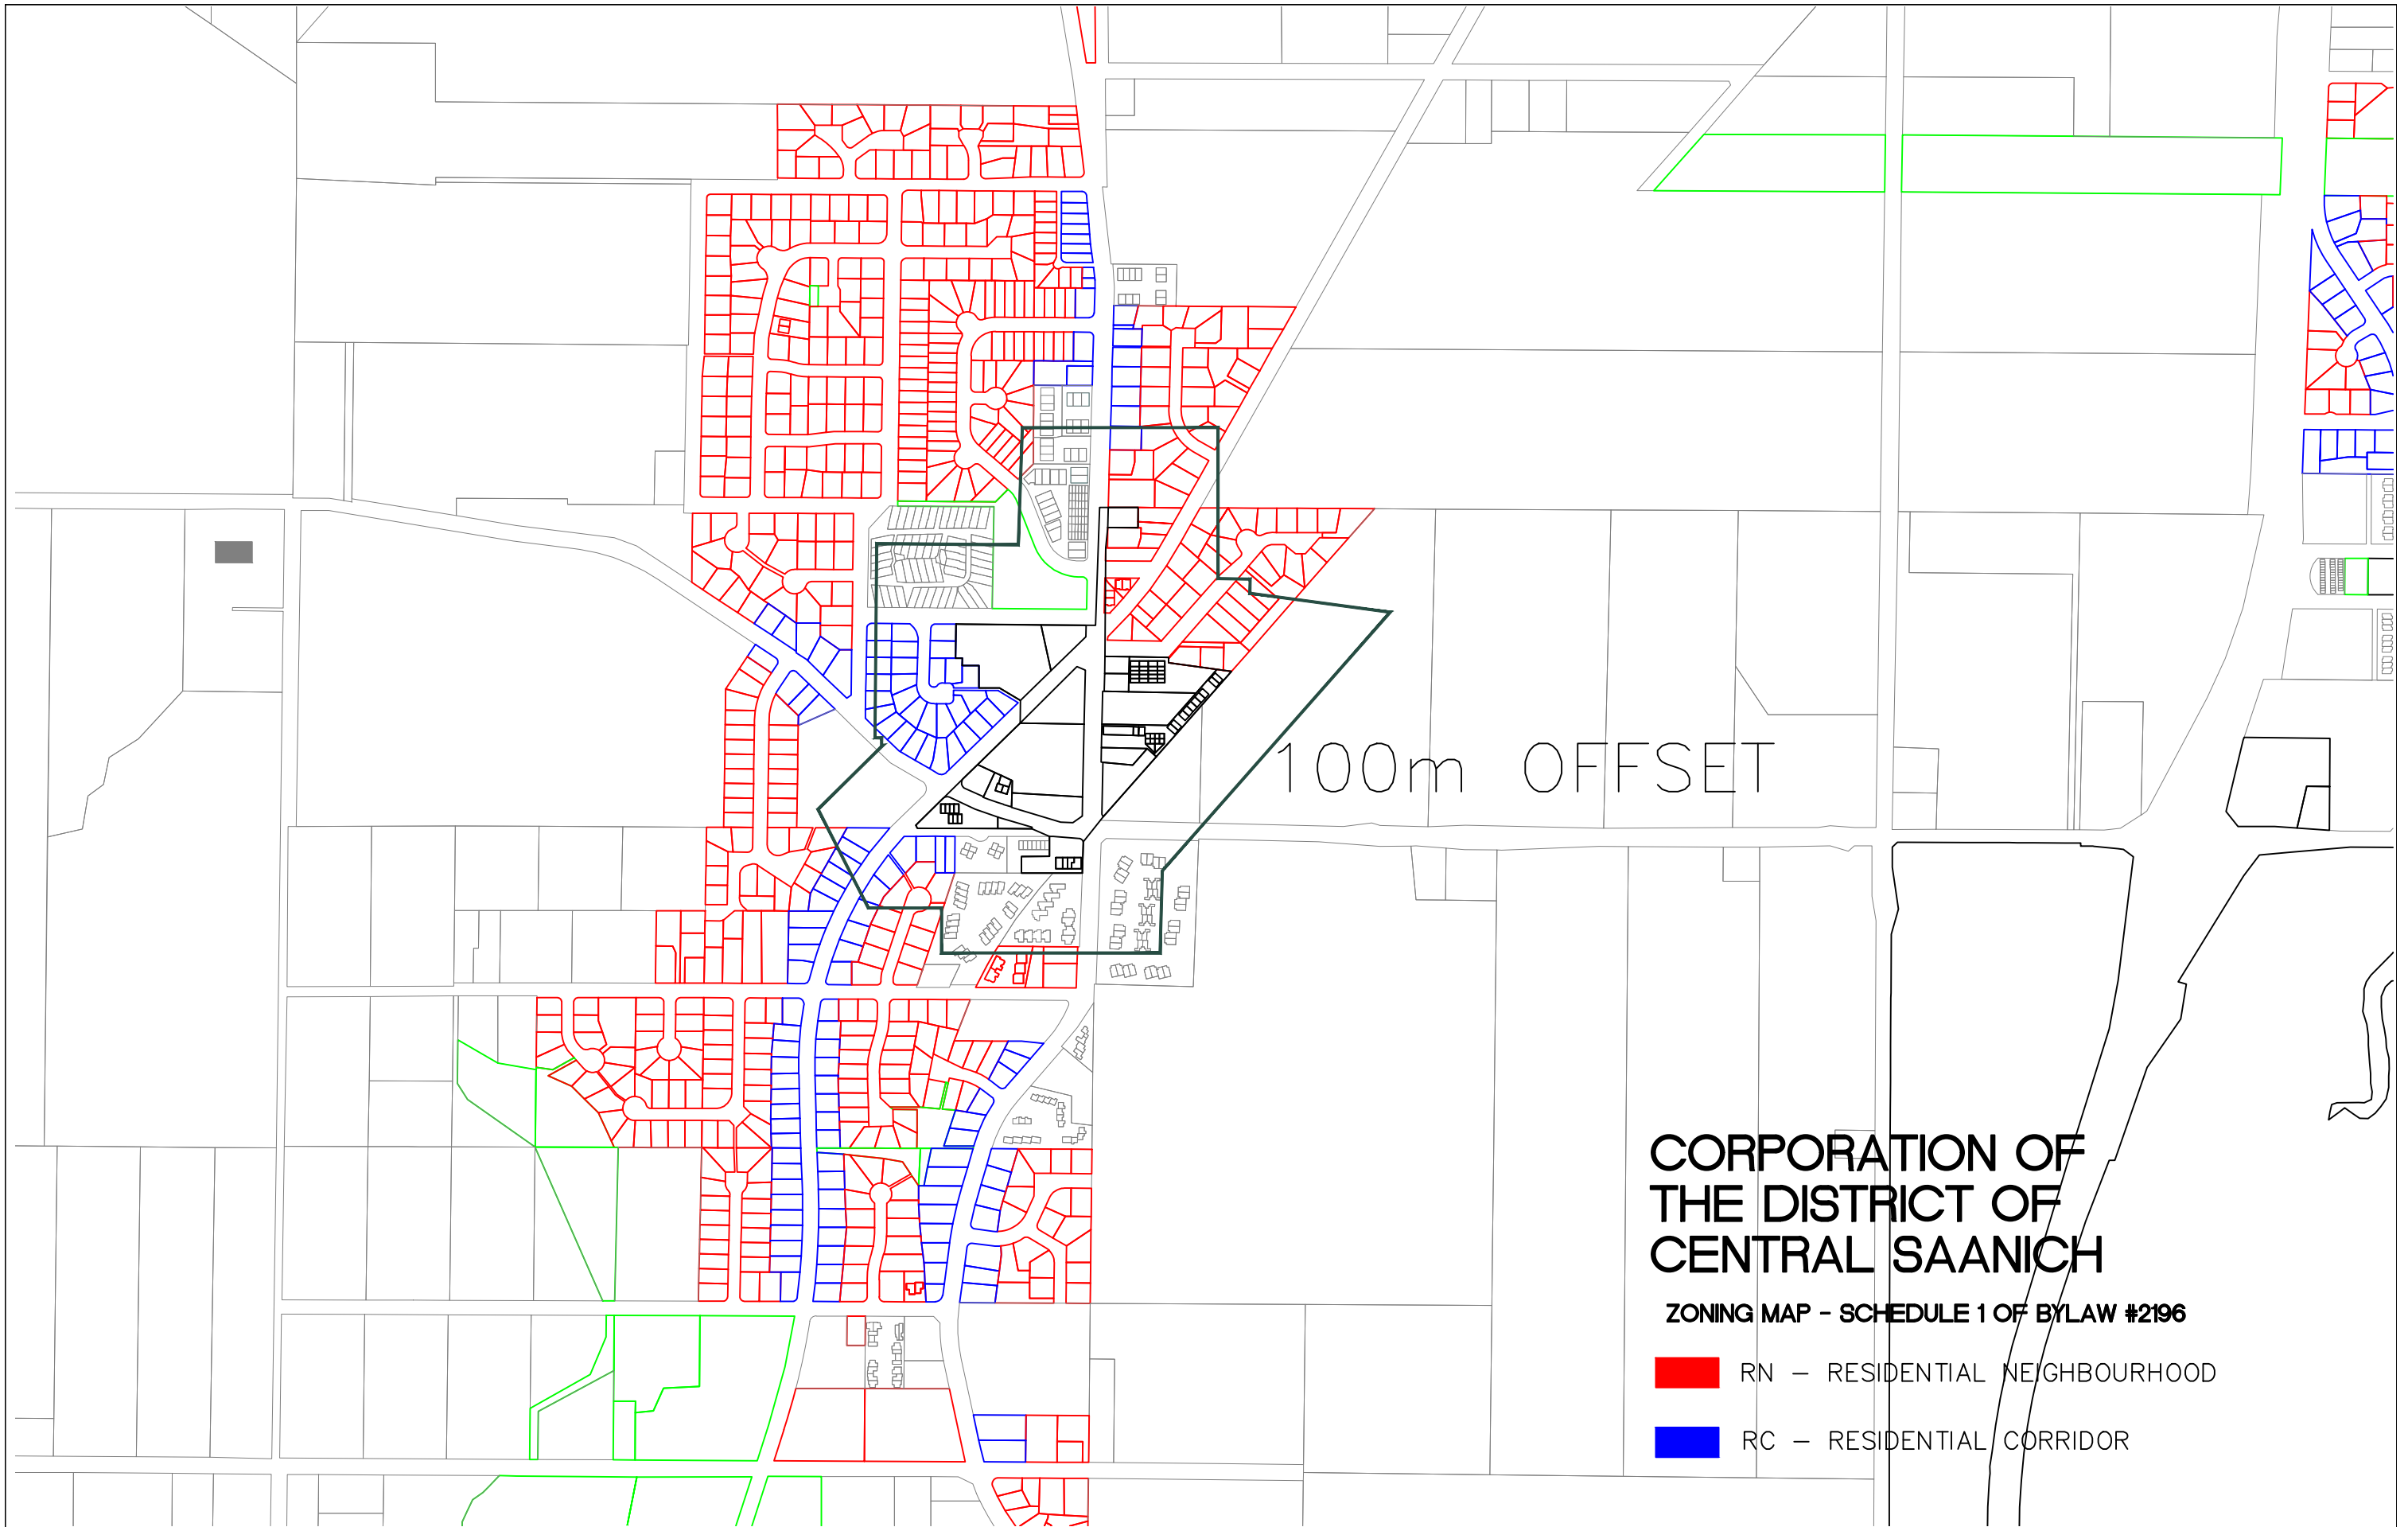 100m OFFSET
CORPORATION OF
THE DISTRICT OF
CENTRAL SAANICH
ZONING MAP - SCHEDULE 1 OF BYLAW #2196
RN - RESIDENTIAL NEIGHBOURHOOD
RC - RESIDENTIAL CORRIDOR